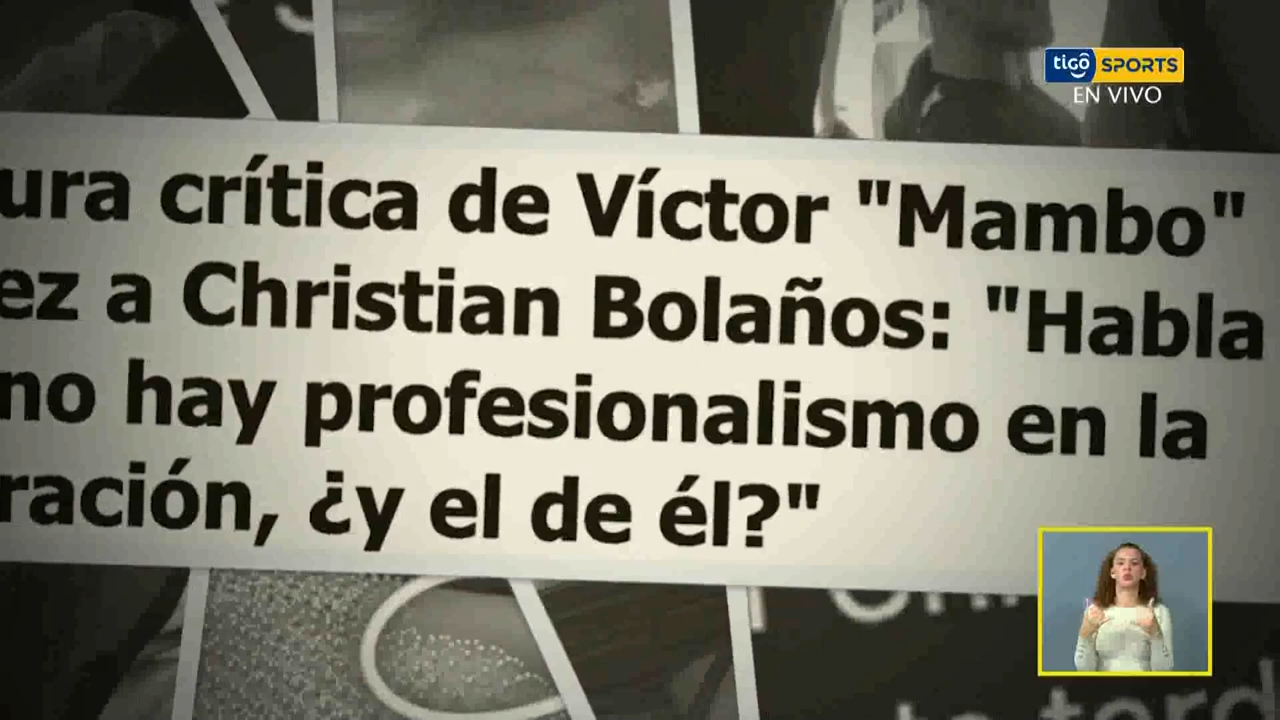 tigo SPORTS
EN VIVO
ura crítica de Víctor "Mambo"
ez a Christian Bolaños: "Habla
no hay profesionalismo en la
ración, ¿y el de él?"